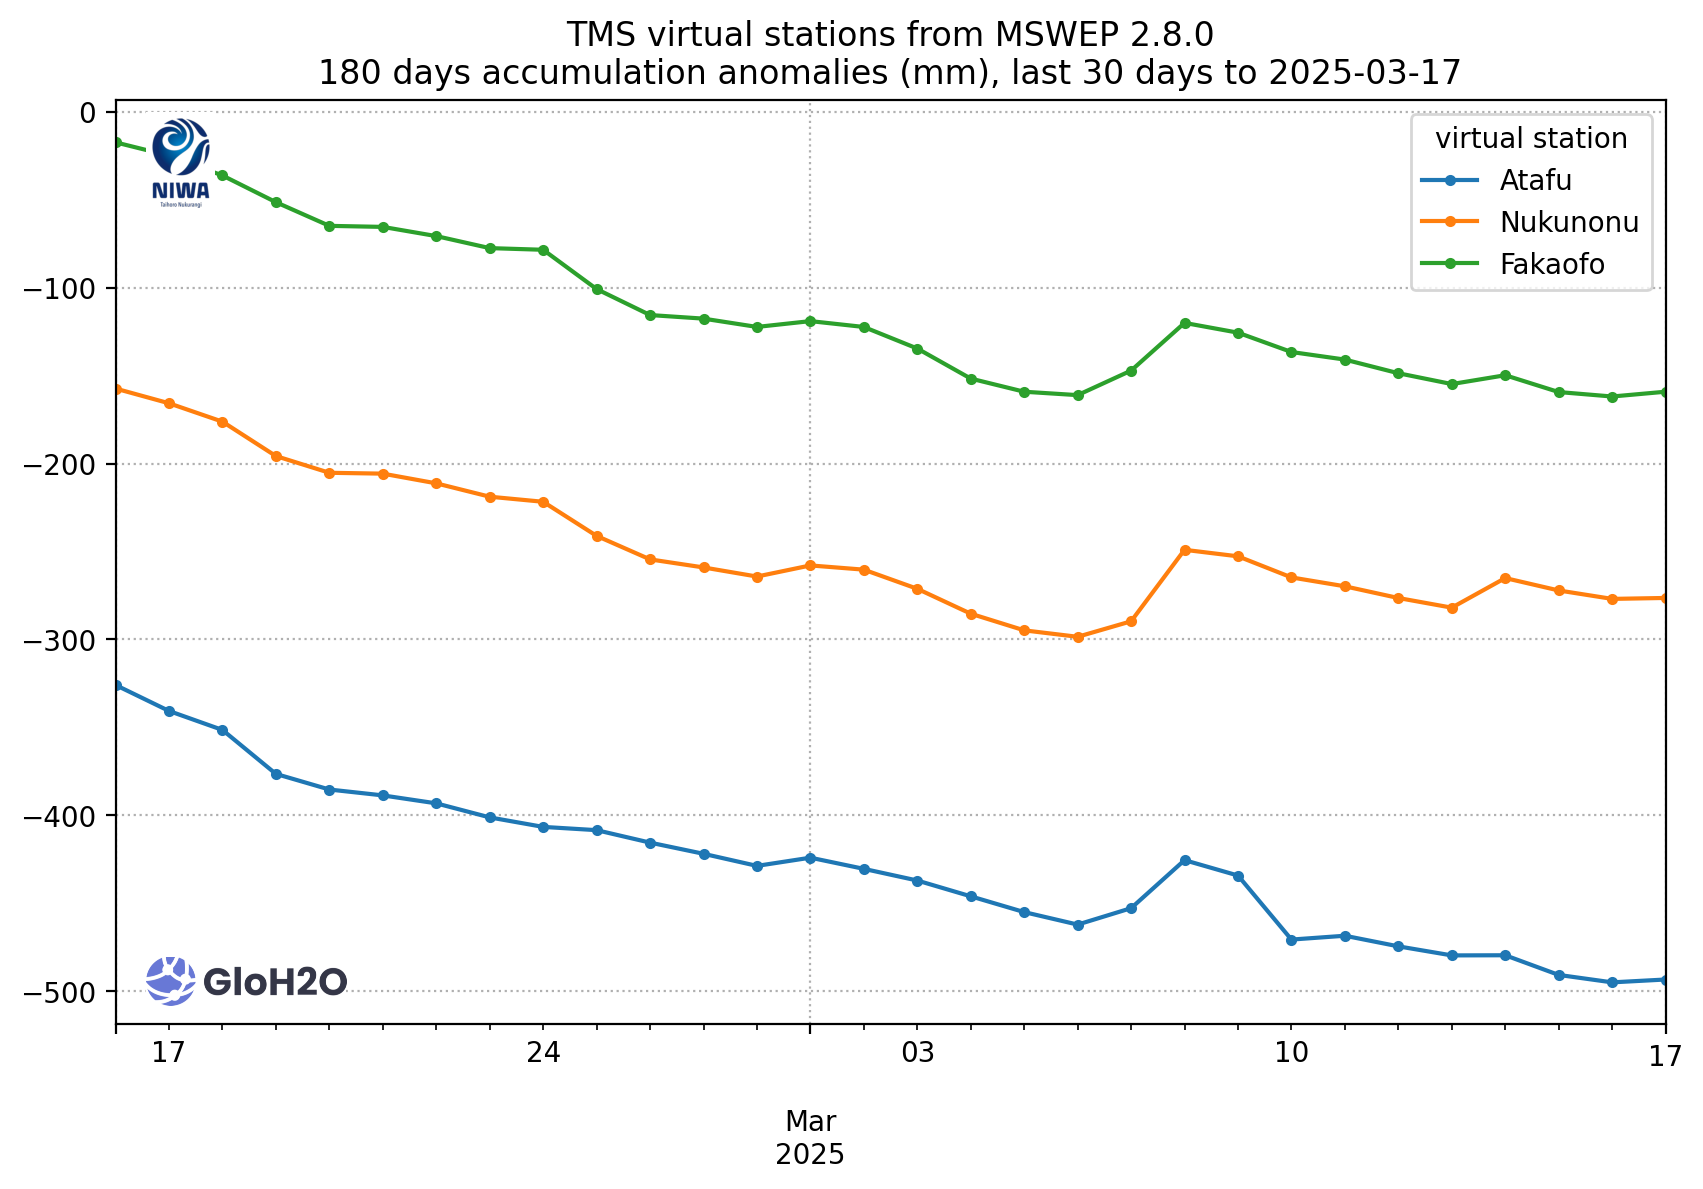 TMS virtual stations from MSWEP 2.8.0
180 days accumulation anomalies (mm), last 30 days to 2025-03-17
0
−100
−200
−300
−400
−500
NIWA
Taihoro Nukurangi
virtual station
Atafu
Nukunonu
Fakaofo
GloH2O
17
24
03
10
17
Mar
2025